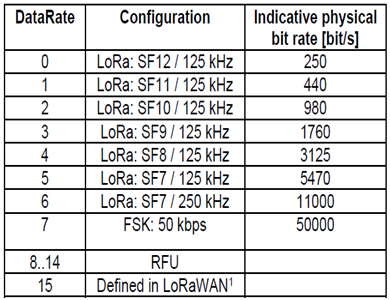 DataRate Configuration Indicative physical
bit rate [bit/s]
0 LoRa: SF12 / 125 kHz 250
1 LoRa: SF11 / 125 kHz 440
2 LoRa: SF10 / 125 kHz 980
3 LoRa: SF9 / 125 kHz 1760
4 LoRa: SF8 / 125 kHz 3125
5 LoRa: SF7 / 125 kHz 5470
6 LoRa: SF7 / 250 kHz 11000
7 FSK: 50 kbps 50000
8..14 RFU
15 Defined in LoRaWAN¹